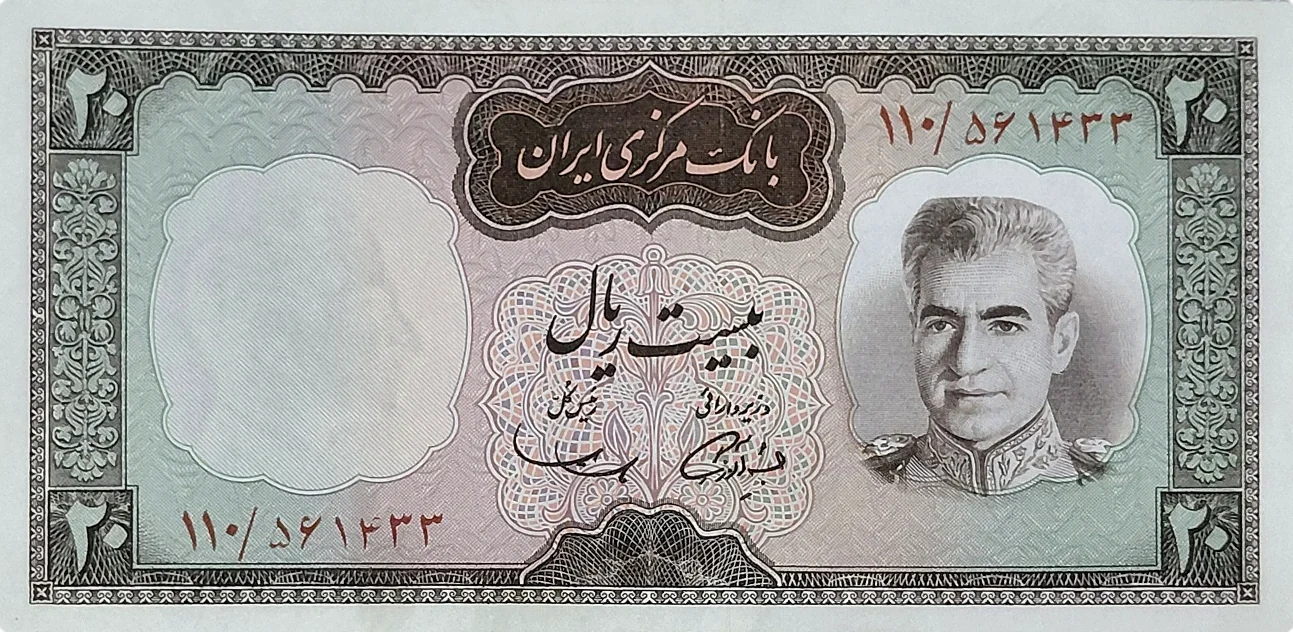 ۲۰
۲۰
بانک مرکزی ایران
۱۱۰/۵۶۱۴۳۳
بیست ریال
وزیر دارائی
رئیس کل
۱۱۰/۵۶۱۴۳۳
۲۰
۲۰